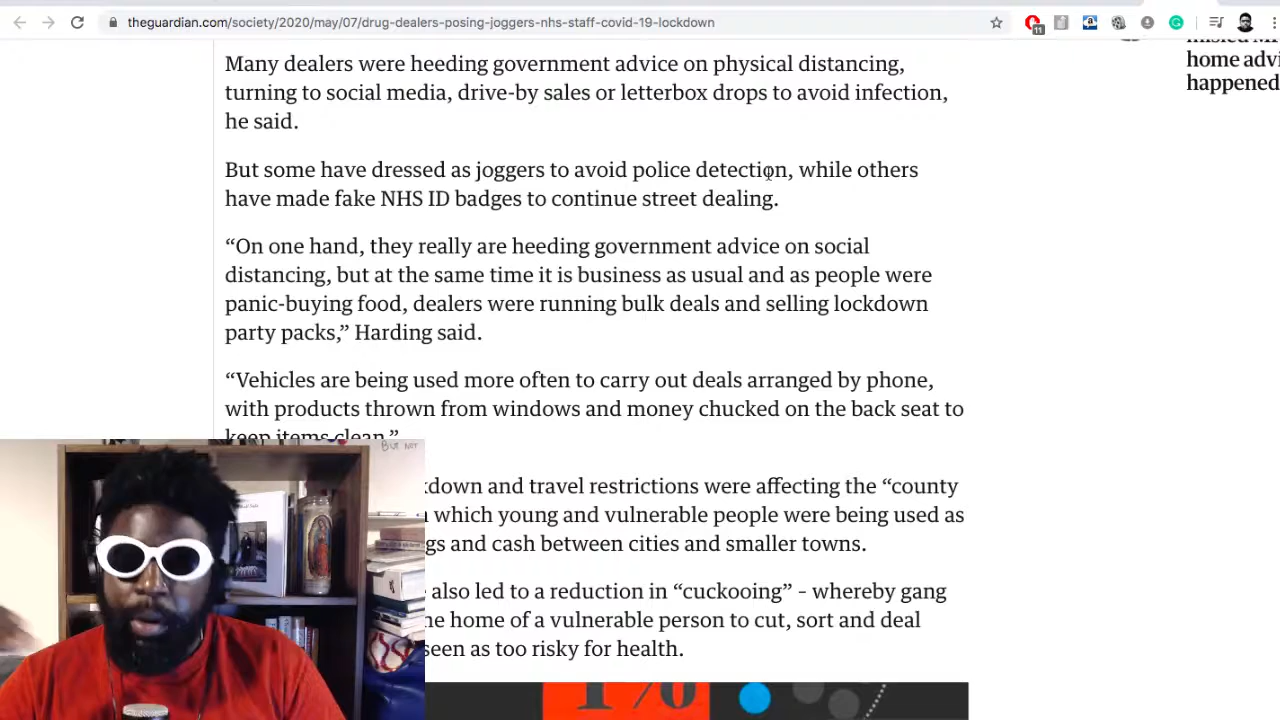 theguardian.com/society/2020/may/07/drug-dealers-posing-joggers-nhs-staff-covid-19-lockdown
11
home advi
happened
Many dealers were heeding government advice on physical distancing,
turning to social media, drive-by sales or letterbox drops to avoid infection,
he said.
But some have dressed as joggers to avoid police detection, while others
have made fake NHS ID badges to continue street dealing.
“On one hand, they really are heeding government advice on social
distancing, but at the same time it is business as usual and as people were
panic-buying food, dealers were running bulk deals and selling lockdown
party packs,” Harding said.
“Vehicles are being used more often to carry out deals arranged by phone,
with products thrown from windows and money chucked on the back seat to
keep items clean.”
BUT NOT
kdown and travel restrictions were affecting the “county
which young and vulnerable people were being used as
gs and cash between cities and smaller towns.
also led to a reduction in “cuckooing” – whereby gang
he home of a vulnerable person to cut, sort and deal
seen as too risky for health.
1%